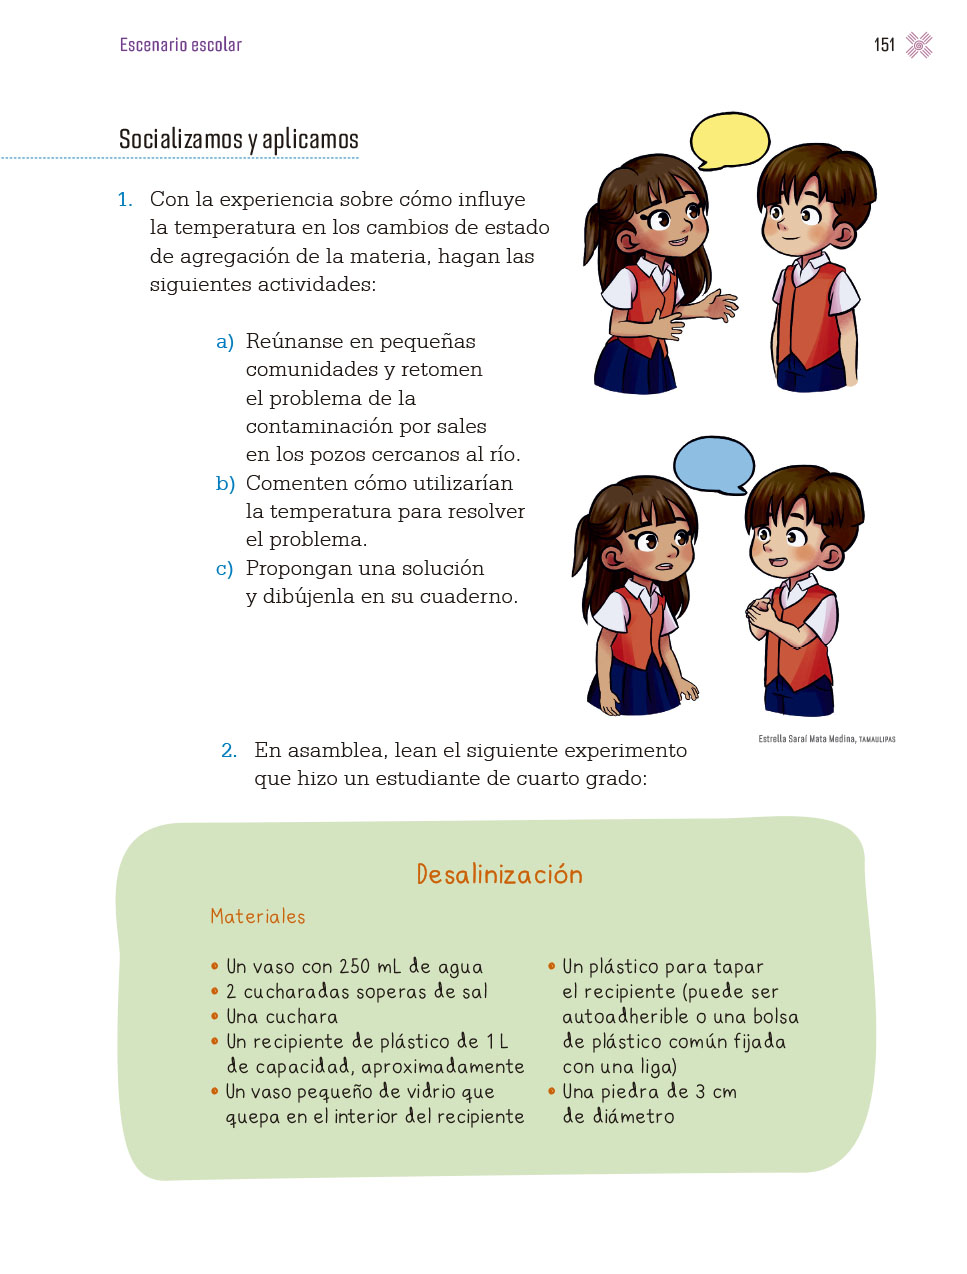 Escenario escolar
151
Socializamos y aplicamos
1. Con la experiencia sobre cómo influye
la temperatura en los cambios de estado
de agregación de la materia, hagan las
siguientes actividades:
a) Reúnanse en pequeñas
comunidades y retomen
el problema de la
contaminación por sales
en los pozos cercanos al río.
b) Comenten cómo utilizarían
la temperatura para resolver
el problema.
c) Propongan una solución
y dibújenla en su cuaderno.
Estrella Saraí Mata Medina, TAMAULIPAS
2. En asamblea, lean el siguiente experimento
que hizo un estudiante de cuarto grado:
Desalinización
Materiales
• Un vaso con 250 mL de agua
• 2 cucharadas soperas de sal
• Una cuchara
• Un recipiente de plástico de 1 L
de capacidad, aproximadamente
• Un vaso pequeño de vidrio que
quepa en el interior del recipiente
• Un plástico para tapar
el recipiente (puede ser
autoadherible o una bolsa
de plástico común fijada
con una liga)
• Una piedra de 3 cm
de diámetro